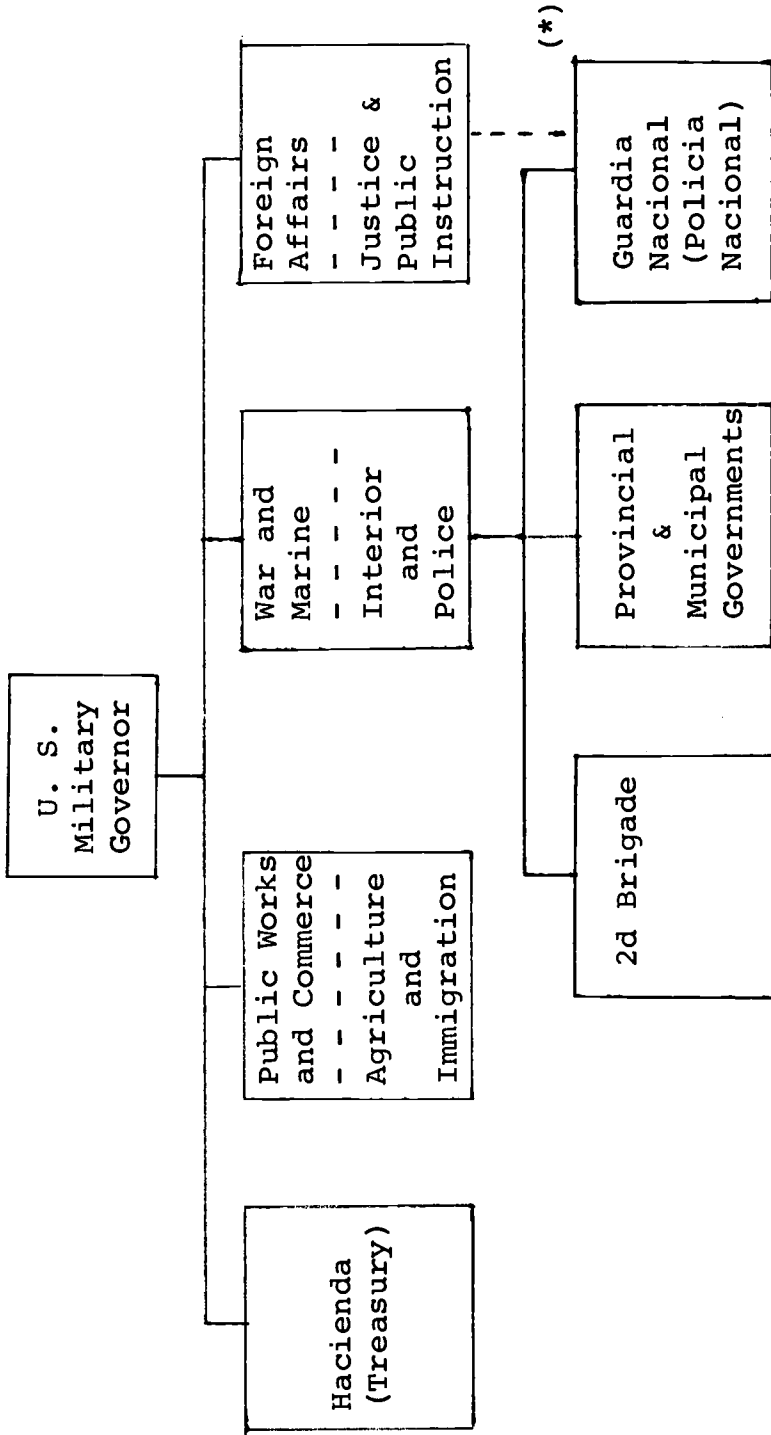 U. S.
Military
Governor
Hacienda
(Treasury)
Public Works
and Commerce
- - - - - -
Agriculture
and
Immigration
War and
Marine
- - - - - -
Interior
and
Police
Foreign
Affairs
- - - -
Justice &
Public
Instruction
2d Brigade
Provincial
&
Municipal
Governments
Guardia
Nacional
(Policia
Nacional)
(*)